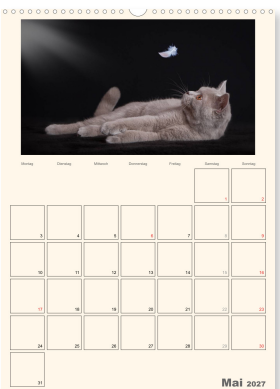 Montag Dienstag Mittwoch Donnerstag Freitag Samstag Sonntag
1 2
3 4 5 6 7 8 9
10 11 12 13 14 15 16
17 18 19 20 21 22 23
24 25 26 27 28 29 30
31
Mai 2027